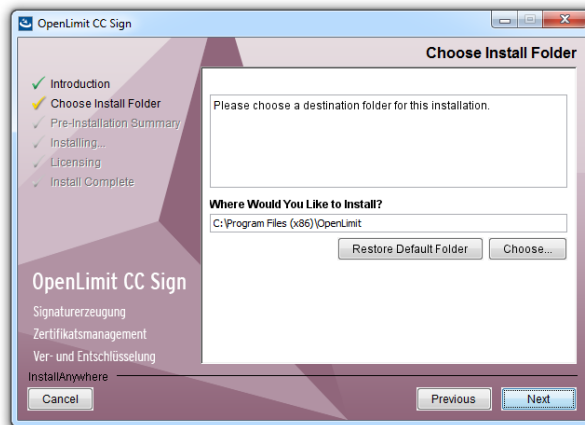 OpenLimit CC Sign
Choose Install Folder
Introduction
Choose Install Folder
Pre-Installation Summary
Installing...
Licensing
Install Complete
Please choose a destination folder for this installation.
Where Would You Like to Install?
C:\Program Files (x86)\OpenLimit
Restore Default Folder
Choose...
OpenLimit CC Sign
Signaturerzeugung
Zertifikatsmanagement
Ver- und Entschlüsselung
InstallAnywhere
Cancel
Previous
Next